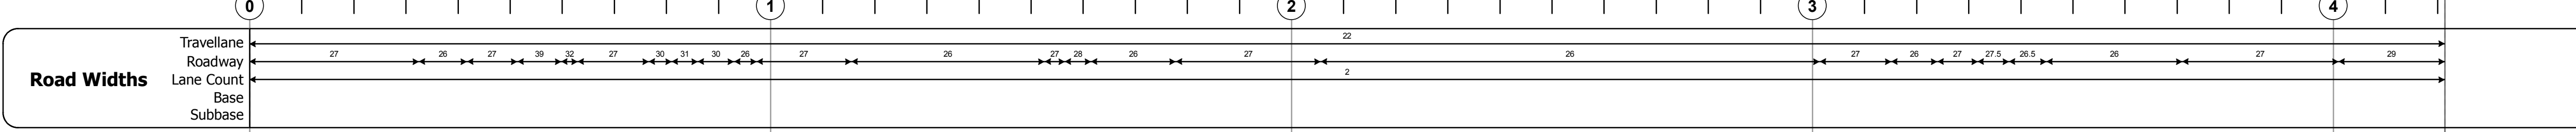 0 1 2 3 4
Travellane 22
Roadway 27 26 27 39 32 27 30 31 30 26 27 26 27 28 26 27 26 27 26 27 27.5 26.5 26 27 29
Road Widths
Lane Count 2
Base
Subbase